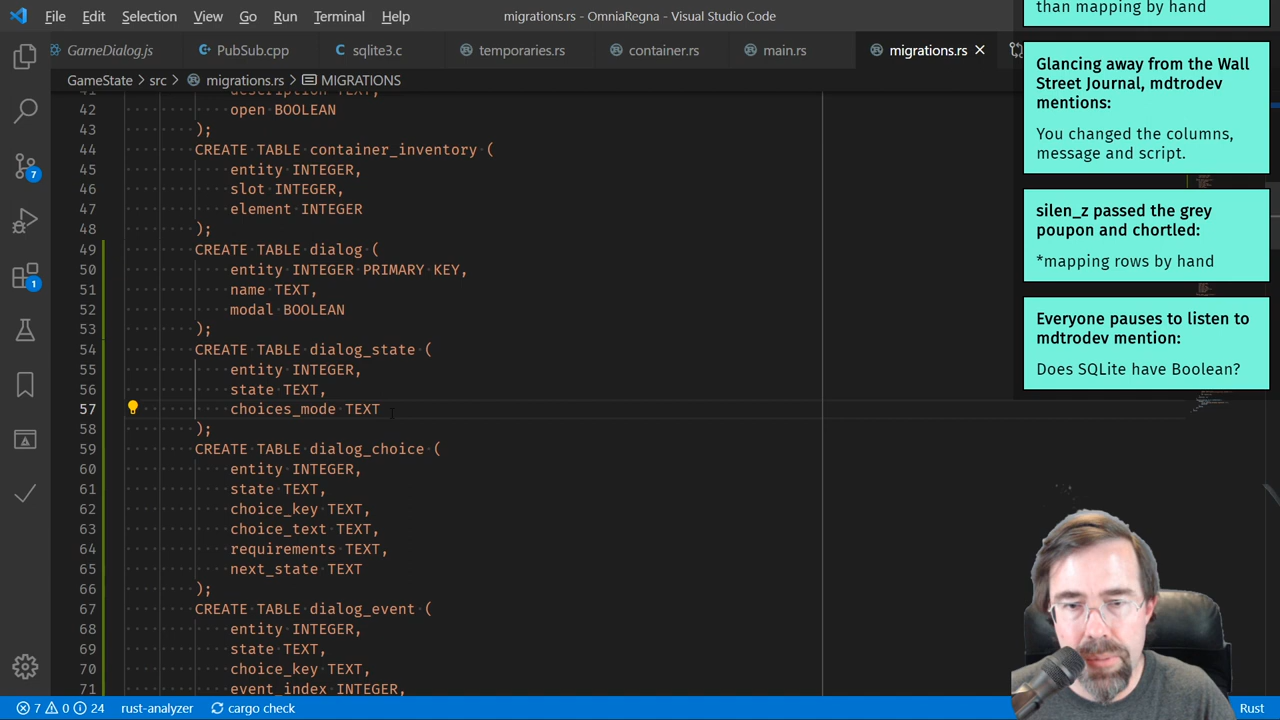 File Edit Selection View Go Run Terminal Help
migrations.rs - OmniaRegna - Visual Studio Code
GameDialog.js PubSub.cpp sqlite3.c temporaries.rs container.rs main.rs migrations.rs
GameState > src > migrations.rs > MIGRATIONS
41 description TEXT,
42 open BOOLEAN
43 );
44 CREATE TABLE container_inventory (
45 entity INTEGER,
46 slot INTEGER,
47 element INTEGER
48 );
49 CREATE TABLE dialog (
50 entity INTEGER PRIMARY KEY,
51 name TEXT,
52 modal BOOLEAN
53 );
54 CREATE TABLE dialog_state (
55 entity INTEGER,
56 state TEXT,
57 choices_mode TEXT
58 );
59 CREATE TABLE dialog_choice (
60 entity INTEGER,
61 state TEXT,
62 choice_key TEXT,
63 choice_text TEXT,
64 requirements TEXT,
65 next_state TEXT
66 );
67 CREATE TABLE dialog_event (
68 entity INTEGER,
69 state TEXT,
70 choice_key TEXT,
71 event_index INTEGER,
than mapping by hand
Glancing away from the Wall
Street Journal, mdtrodev
mentions:
You changed the columns,
message and script.
silen_z passed the grey
poupon and chortled:
*mapping rows by hand
Everyone pauses to listen to
mdtrodev mention:
Does SQLite have Boolean?
7
1
7 0 24 rust-analyzer cargo check
Rust